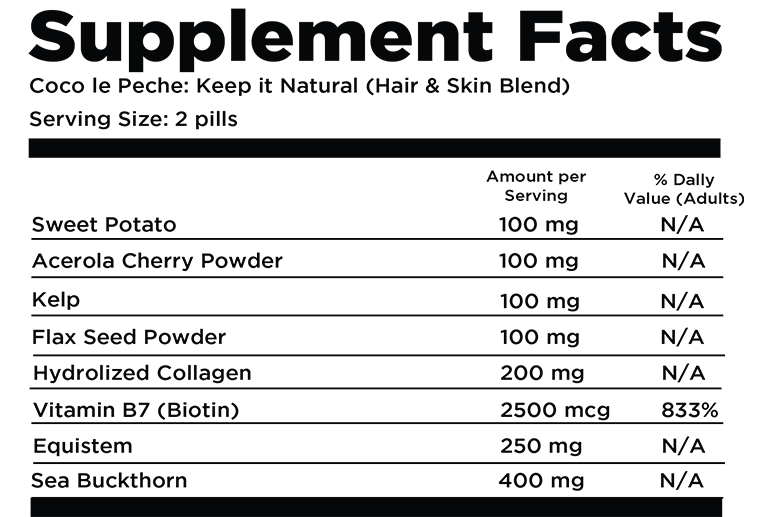 Supplement Facts
Coco le Peche: Keep it Natural (Hair & Skin Blend)
Serving Size: 2 pills
Amount per
Serving
% Dally
Value (Adults)
Sweet Potato 100 mg N/A
Acerola Cherry Powder 100 mg N/A
Kelp 100 mg N/A
Flax Seed Powder 100 mg N/A
Hydrolized Collagen 200 mg N/A
Vitamin B7 (Biotin) 2500 mcg 833%
Equistem 250 mg N/A
Sea Buckthorn 400 mg N/A